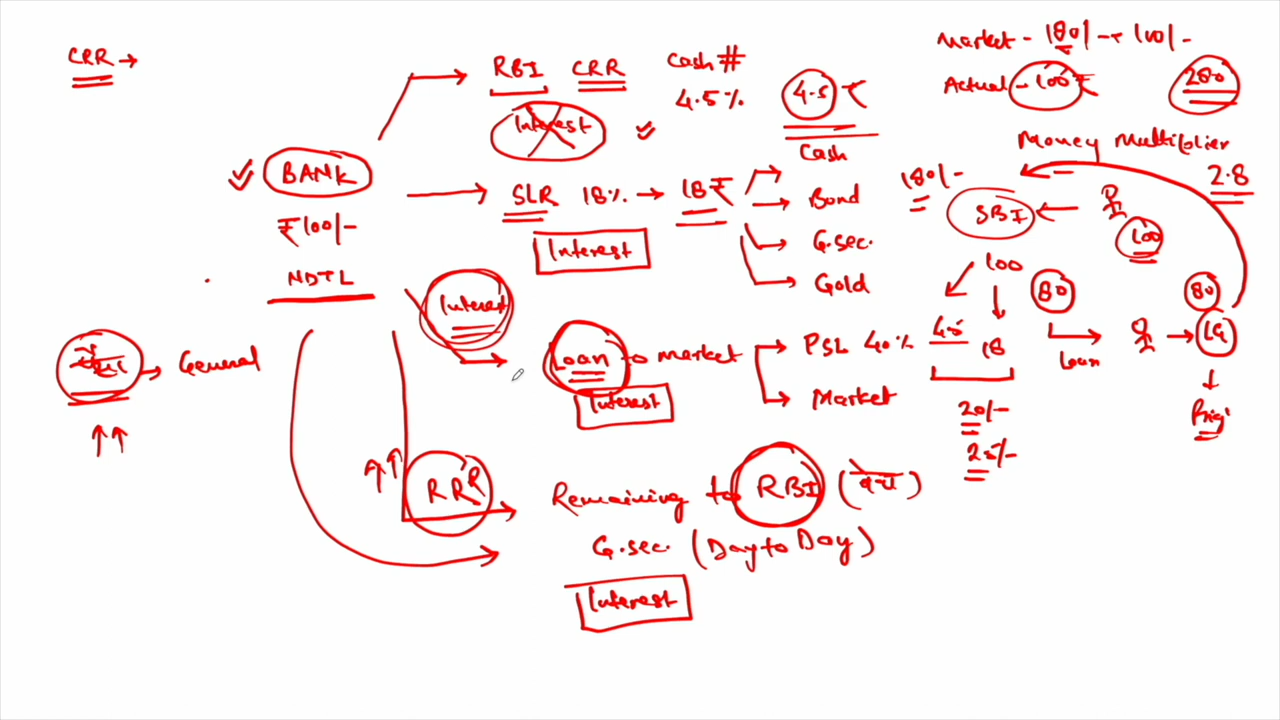 CRR →
RBI CRR Cash #
4.5%
Interest
4.5 ₹
Cash
Market - 180/- → 100/-
Actual - 100 ₹
280
Money Multiplier
2.8
BANK
₹100/-
NDTL
SLR 18% → 18 ₹
Interest
Bond
G.sec.
Gold
180/-
SBI
100
100
80
80
4.5
18
Loan
LG
20/-
25/-
Interest
Loan to market
Interest
PSL 40%
Market
→ General
RRR
Remaining to RBI
G.sec. (Day to Day)
Interest